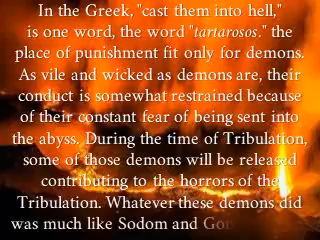 In the Greek, "cast them into hell,"
is one word, the word "tartarosos." the
place of punishment fit only for demons.
As vile and wicked as demons are, their
conduct is somewhat restrained because
of their constant fear of being sent into
the abyss. During the time of Tribulation,
some of those demons will be released
contributing to the horrors of the
Tribulation. Whatever these demons did
was much like Sodom and